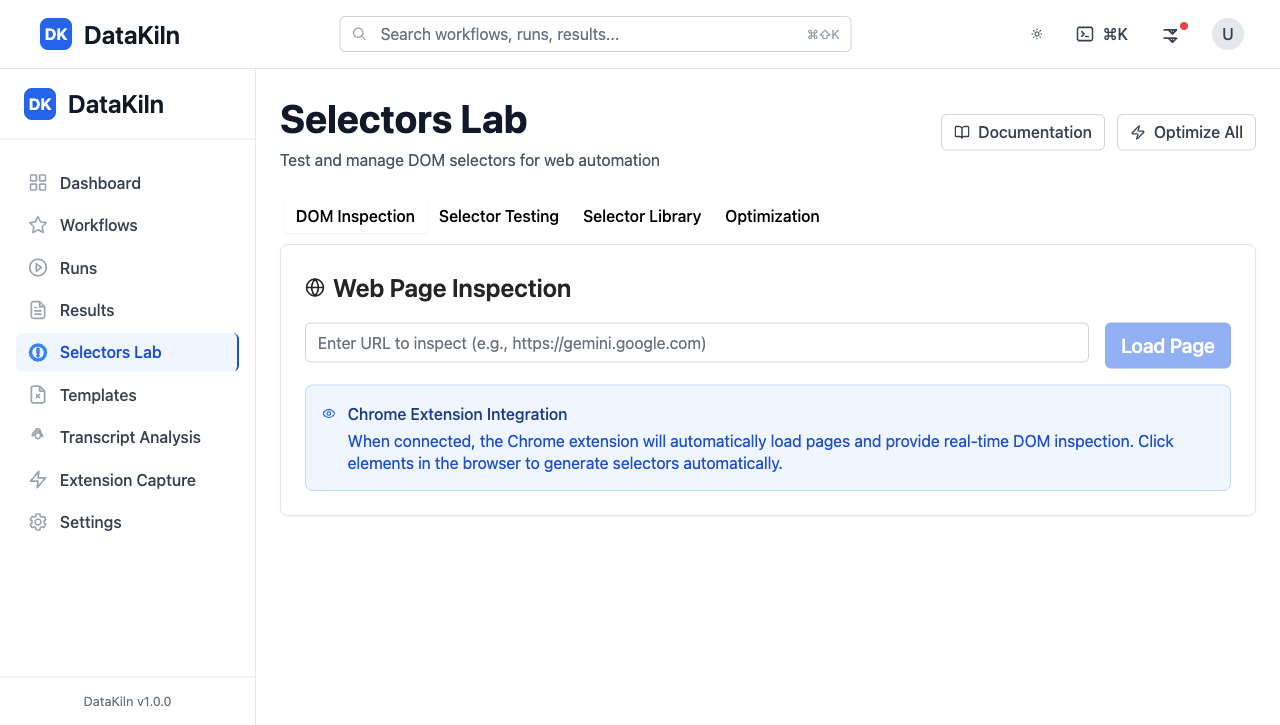 DK DataKiln
Search workflows, runs, results... ⌘⇧K
⌘K
U
DK DataKiln
Dashboard
Workflows
Runs
Results
Selectors Lab
Templates
Transcript Analysis
Extension Capture
Settings
DataKiln v1.0.0
Selectors Lab
Test and manage DOM selectors for web automation
Documentation
Optimize All
DOM Inspection Selector Testing Selector Library Optimization
Web Page Inspection
Enter URL to inspect (e.g., https://gemini.google.com)
Load Page
Chrome Extension Integration
When connected, the Chrome extension will automatically load pages and provide real-time DOM inspection. Click
elements in the browser to generate selectors automatically.